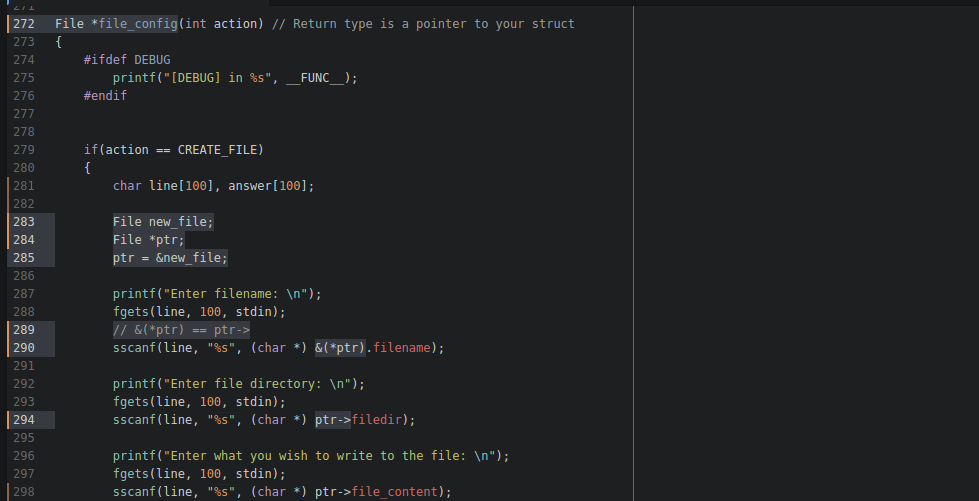 271
272 File *file_config(int action) // Return type is a pointer to your struct
273 {
274     #ifdef DEBUG
275         printf("[DEBUG] in %s", __FUNC__);
276     #endif
277
278
279     if(action == CREATE_FILE)
280     {
281         char line[100], answer[100];
282
283         File new_file;
284         File *ptr;
285         ptr = &new_file;
286
287         printf("Enter filename: \n");
288         fgets(line, 100, stdin);
289         // &(*ptr) == ptr->
290         sscanf(line, "%s", (char *) &(*ptr).filename);
291
292         printf("Enter file directory: \n");
293         fgets(line, 100, stdin);
294         sscanf(line, "%s", (char *) ptr->filedir);
295
296         printf("Enter what you wish to write to the file: \n");
297         fgets(line, 100, stdin);
298         sscanf(line, "%s", (char *) ptr->file_content);